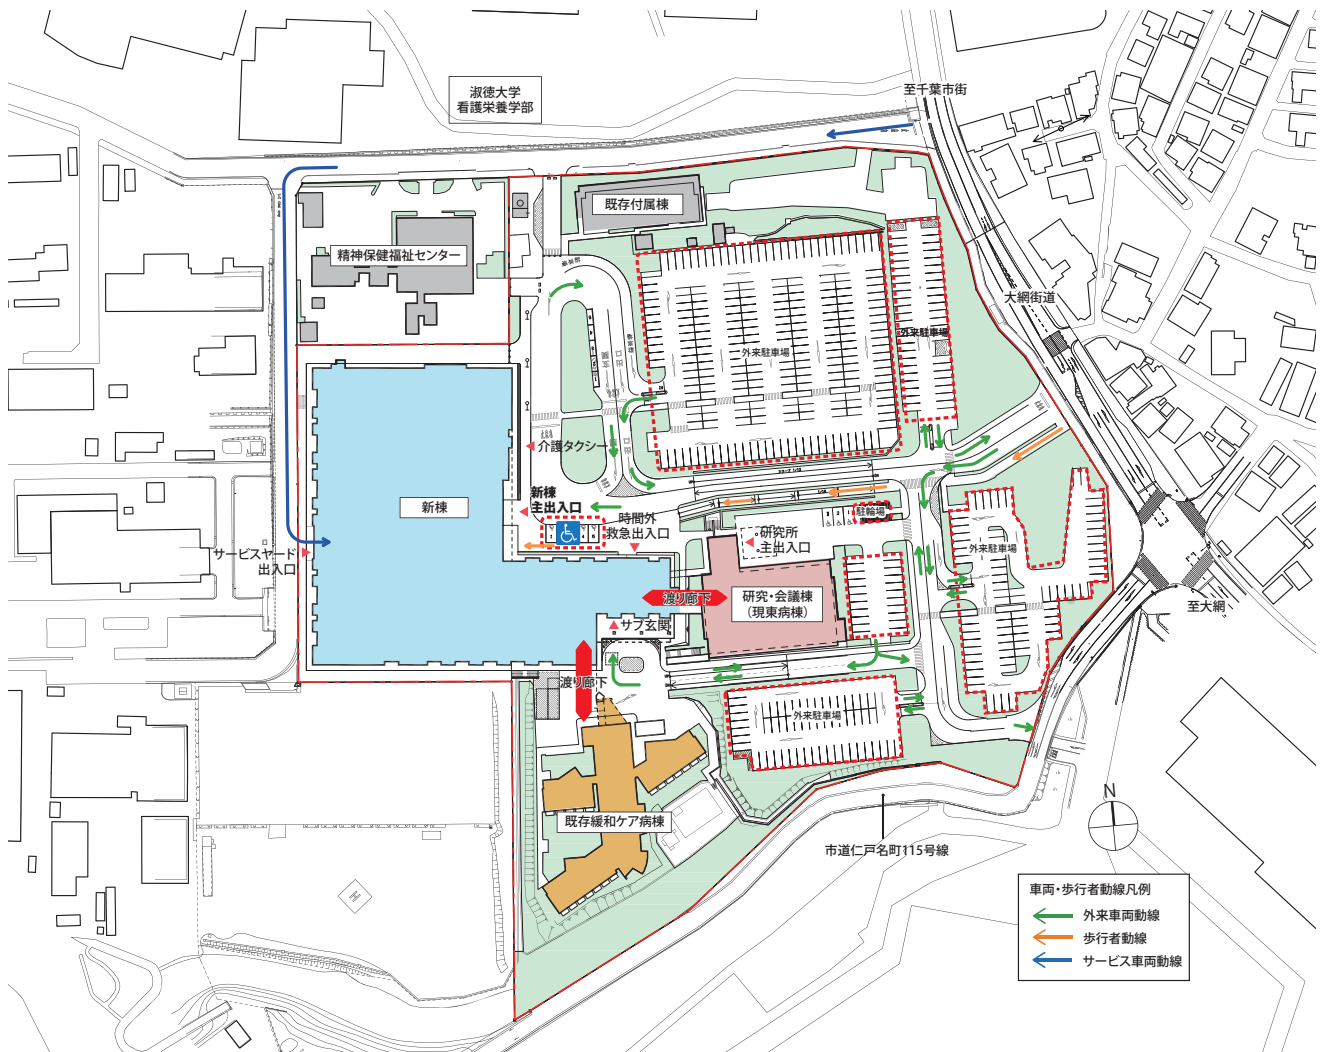 淑徳大学
看護栄養学部
至千葉市街
既存付属棟
精神保健福祉センター
大網街道
外来駐車場
外来駐車場
介護タクシー
新棟
主出入口
新棟
時間外
救急出入口
駐輪場
研究所
主出入口
サービスヤード
出入口
外来駐車場
渡り廊下
研究・会議棟
（現東病棟）
至大網
サブ玄関
渡り廊下
外来駐車場
既存緩和ケア病棟
N
市道仁戸名町115号線
車両・歩行者動線凡例
外来車両動線
歩行者動線
サービス車両動線